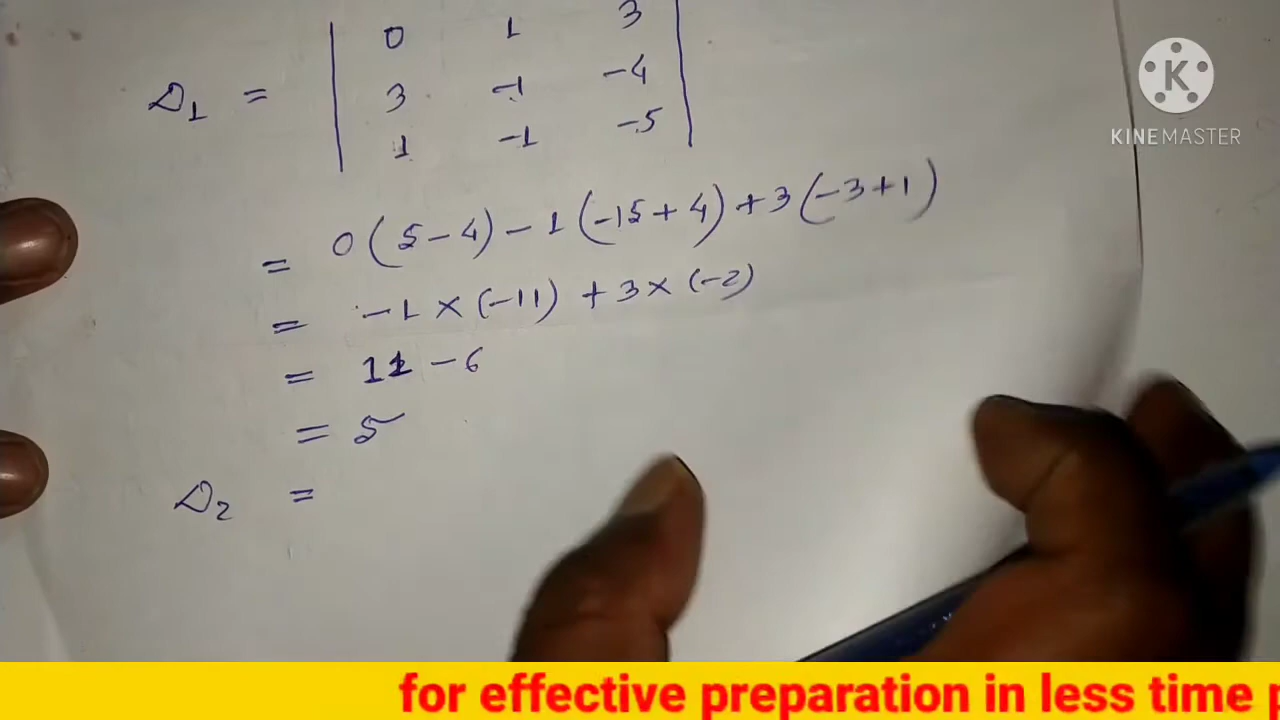 0 1 3
D1 = 3 -1 -4
1 -1 -5
= 0 (5-4) - 1 (-15+4) + 3 (-3+1)
= -1 × (-11) + 3 × (-2)
= 11 - 6
= 5
D2 =
KINEMASTER
for effective preparation in less time